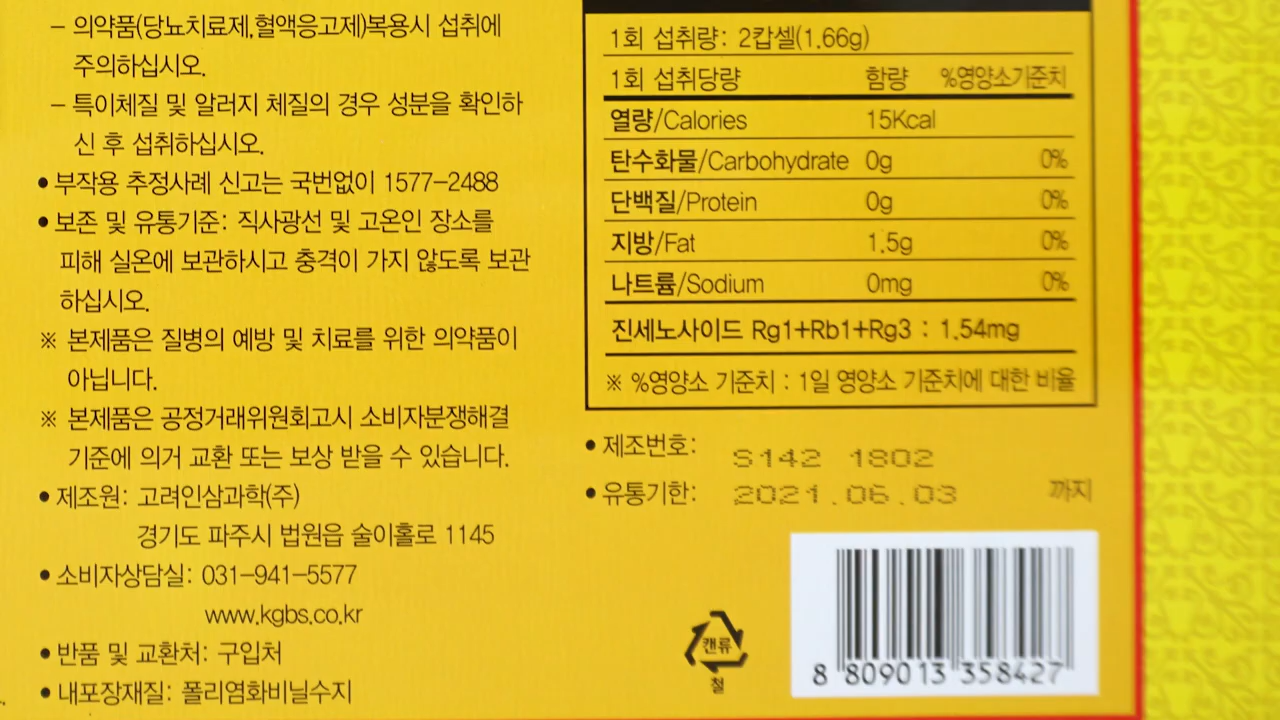 – 의약품(당뇨치료제,혈액응고제)복용시 섭취에
주의하십시오.
– 특이체질 및 알러지 체질의 경우 성분을 확인하
신 후 섭취하십시오.
• 부작용 추정사례 신고는 국번없이 1577-2488
• 보존 및 유통기준: 직사광선 및 고온인 장소를
피해 실온에 보관하시고 충격이 가지 않도록 보관
하십시오.
※ 본제품은 질병의 예방 및 치료를 위한 의약품이
아닙니다.
※ 본제품은 공정거래위원회고시 소비자분쟁해결
기준에 의거 교환 또는 보상 받을 수 있습니다.
• 제조원: 고려인삼과학(주)
경기도 파주시 법원읍 술이홀로 1145
• 소비자상담실: 031-941-5577
www.kgbs.co.kr
• 반품 및 교환처: 구입처
• 내포장재질: 폴리염화비닐수지
1회 섭취량: 2캅셀(1.66g)
1회 섭취당량 함량 %영양소기준치
열량/Calories 15Kcal
탄수화물/Carbohydrate 0g 0%
단백질/Protein 0g 0%
지방/Fat 1.5g 0%
나트륨/Sodium 0mg 0%
진세노사이드 Rg1+Rb1+Rg3 : 1.54mg
※ %영양소 기준치 : 1일 영양소 기준치에 대한 비율
• 제조번호: S142 1802
• 유통기한: 2021.06.03 까지
캔류
철
8 809013 358427